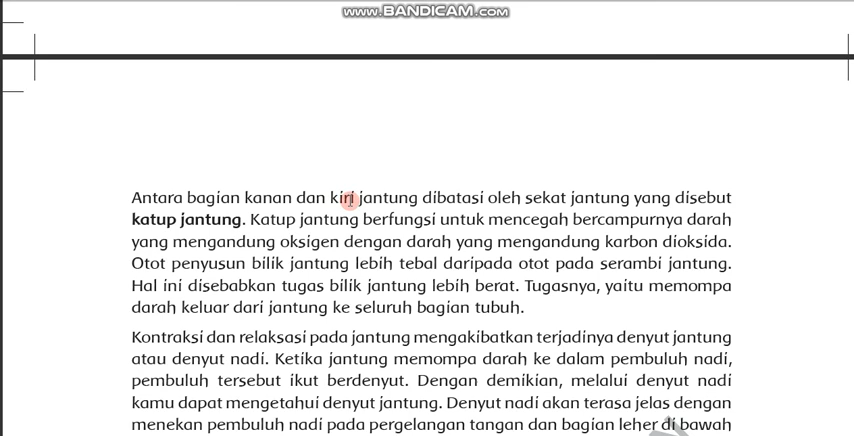 www.BANDICAM.com
Antara bagian kanan dan kiri jantung dibatasi oleh sekat jantung yang disebut
katup jantung. Katup jantung berfungsi untuk mencegah bercampurnya darah
yang mengandung oksigen dengan darah yang mengandung karbon dioksida.
Otot penyusun bilik jantung lebih tebal daripada otot pada serambi jantung.
Hal ini disebabkan tugas bilik jantung lebih berat. Tugasnya, yaitu memompa
darah keluar dari jantung ke seluruh bagian tubuh.
Kontraksi dan relaksasi pada jantung mengakibatkan terjadinya denyut jantung
atau denyut nadi. Ketika jantung memompa darah ke dalam pembuluh nadi,
pembuluh tersebut ikut berdenyut. Dengan demikian, melalui denyut nadi
kamu dapat mengetahui denyut jantung. Denyut nadi akan terasa jelas dengan
menekan pembuluh nadi pada pergelangan tangan dan bagian leher di bawah